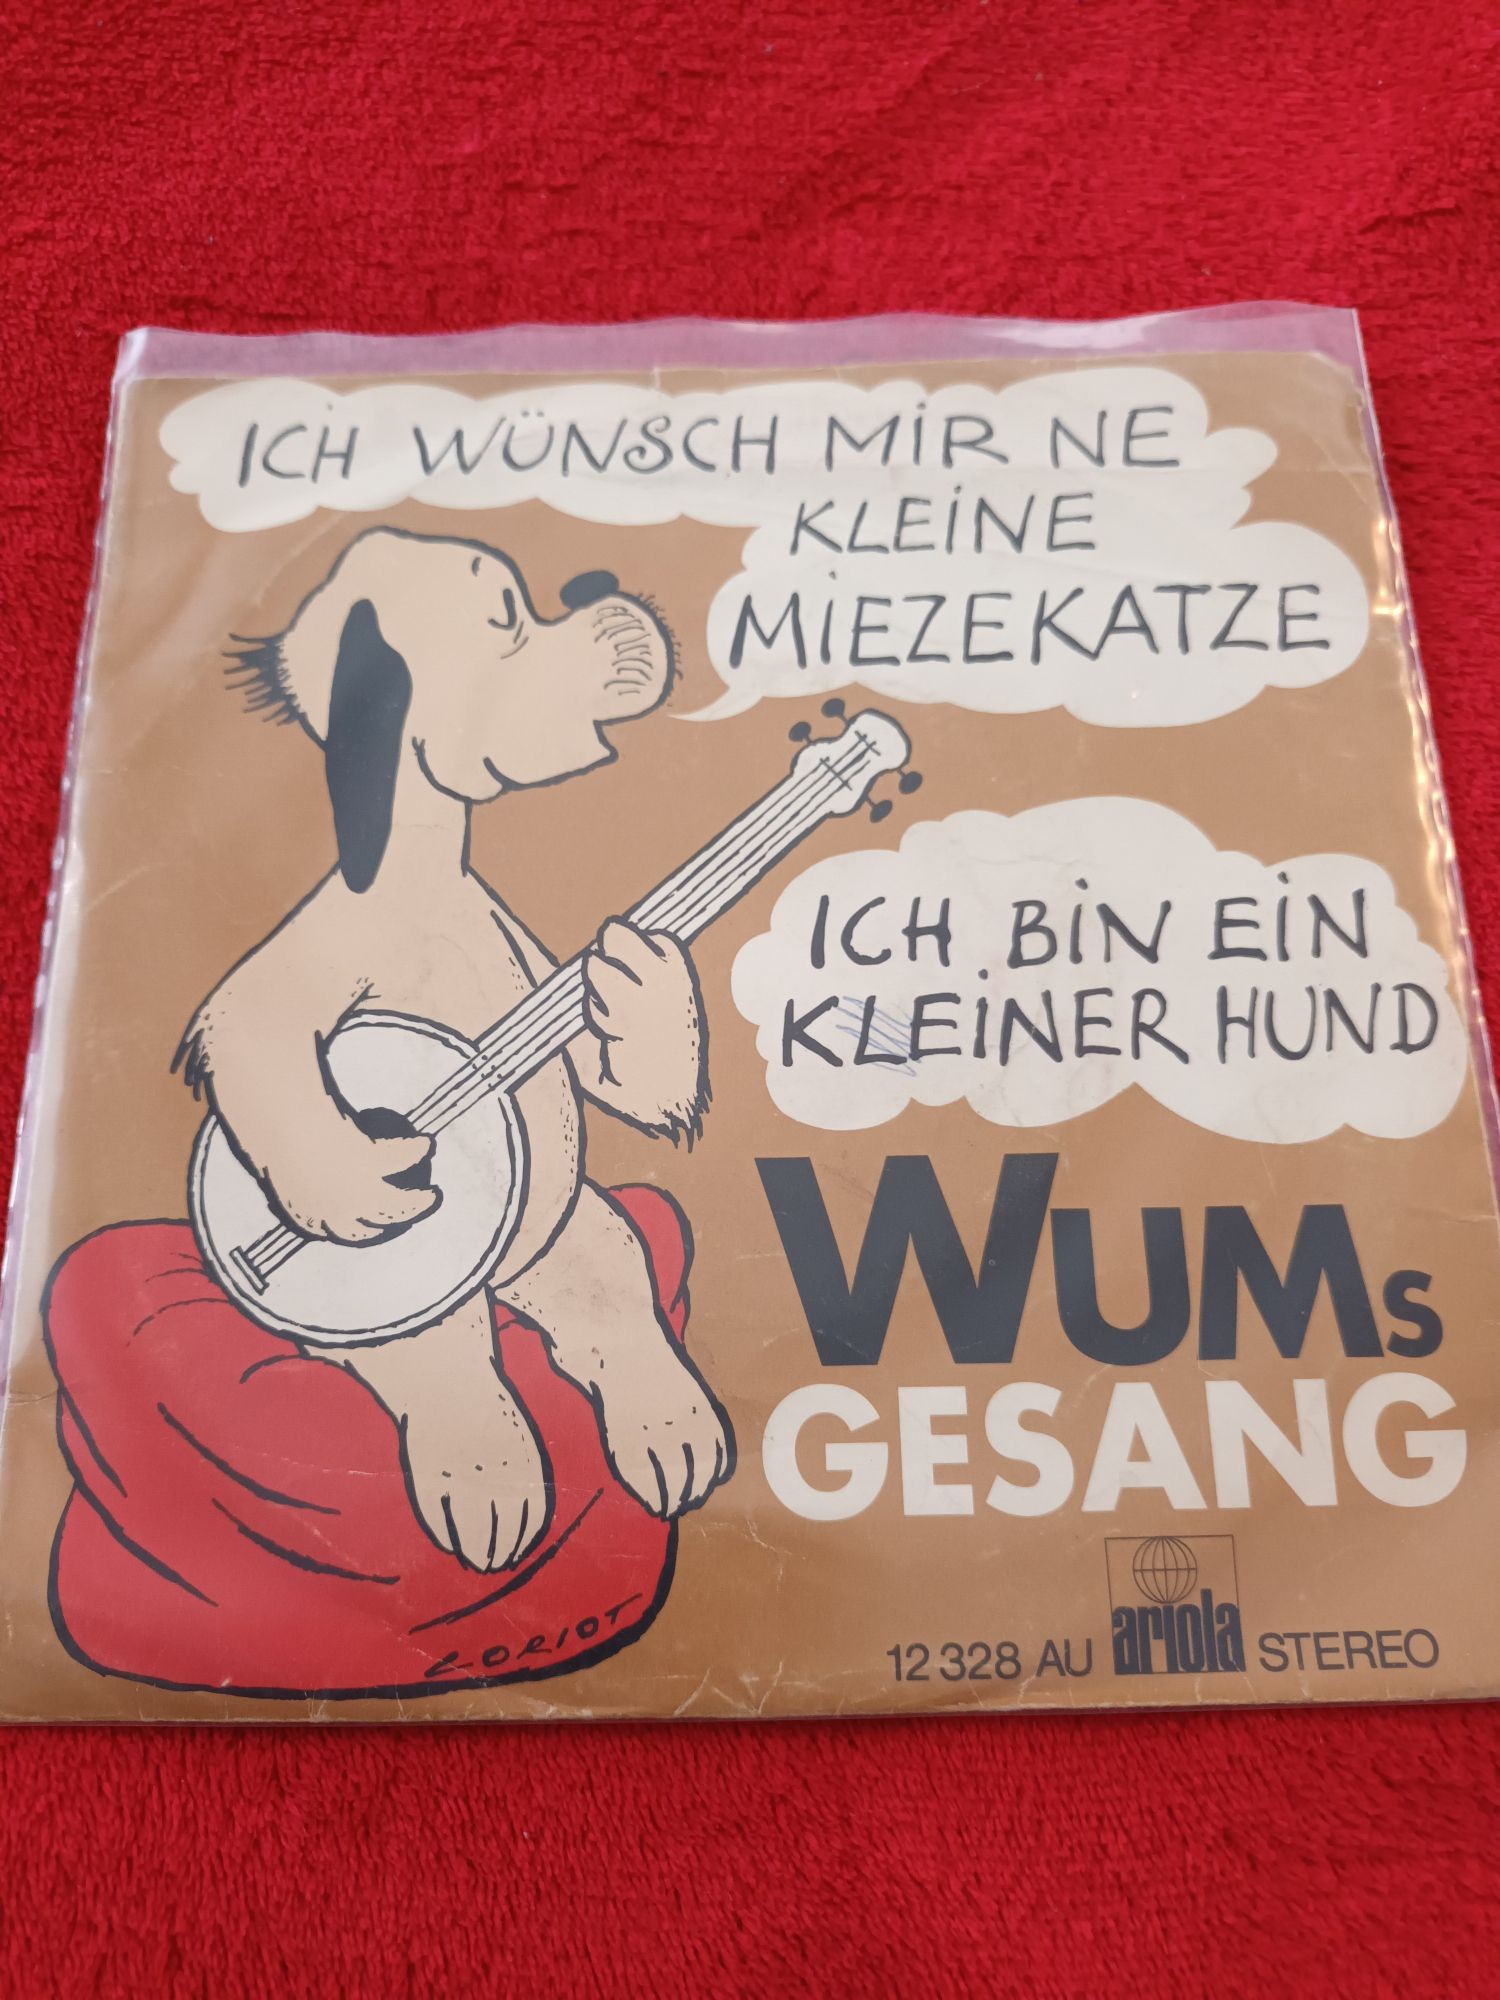 ICH WÜNSCH MIR NE
KLEINE
MIEZEKATZE
ICH BIN EIN
KLEINER HUND
WUMs
GESANG
LORIOT
12 328 AU ariola STEREO